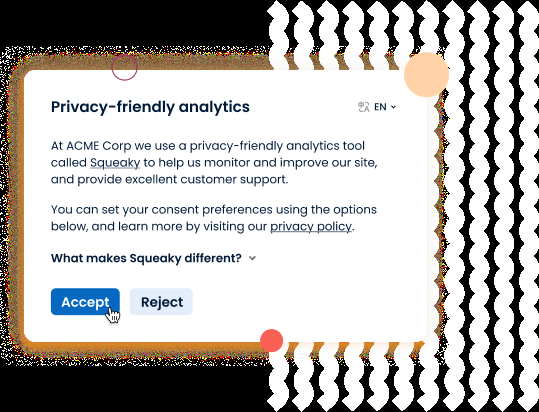 Privacy-friendly analytics
EN
At ACME Corp we use a privacy-friendly analytics tool
called Squeaky to help us monitor and improve our site,
and provide excellent customer support.
You can set your consent preferences using the options
below, and learn more by visiting our privacy policy.
What makes Squeaky different?
Accept Reject